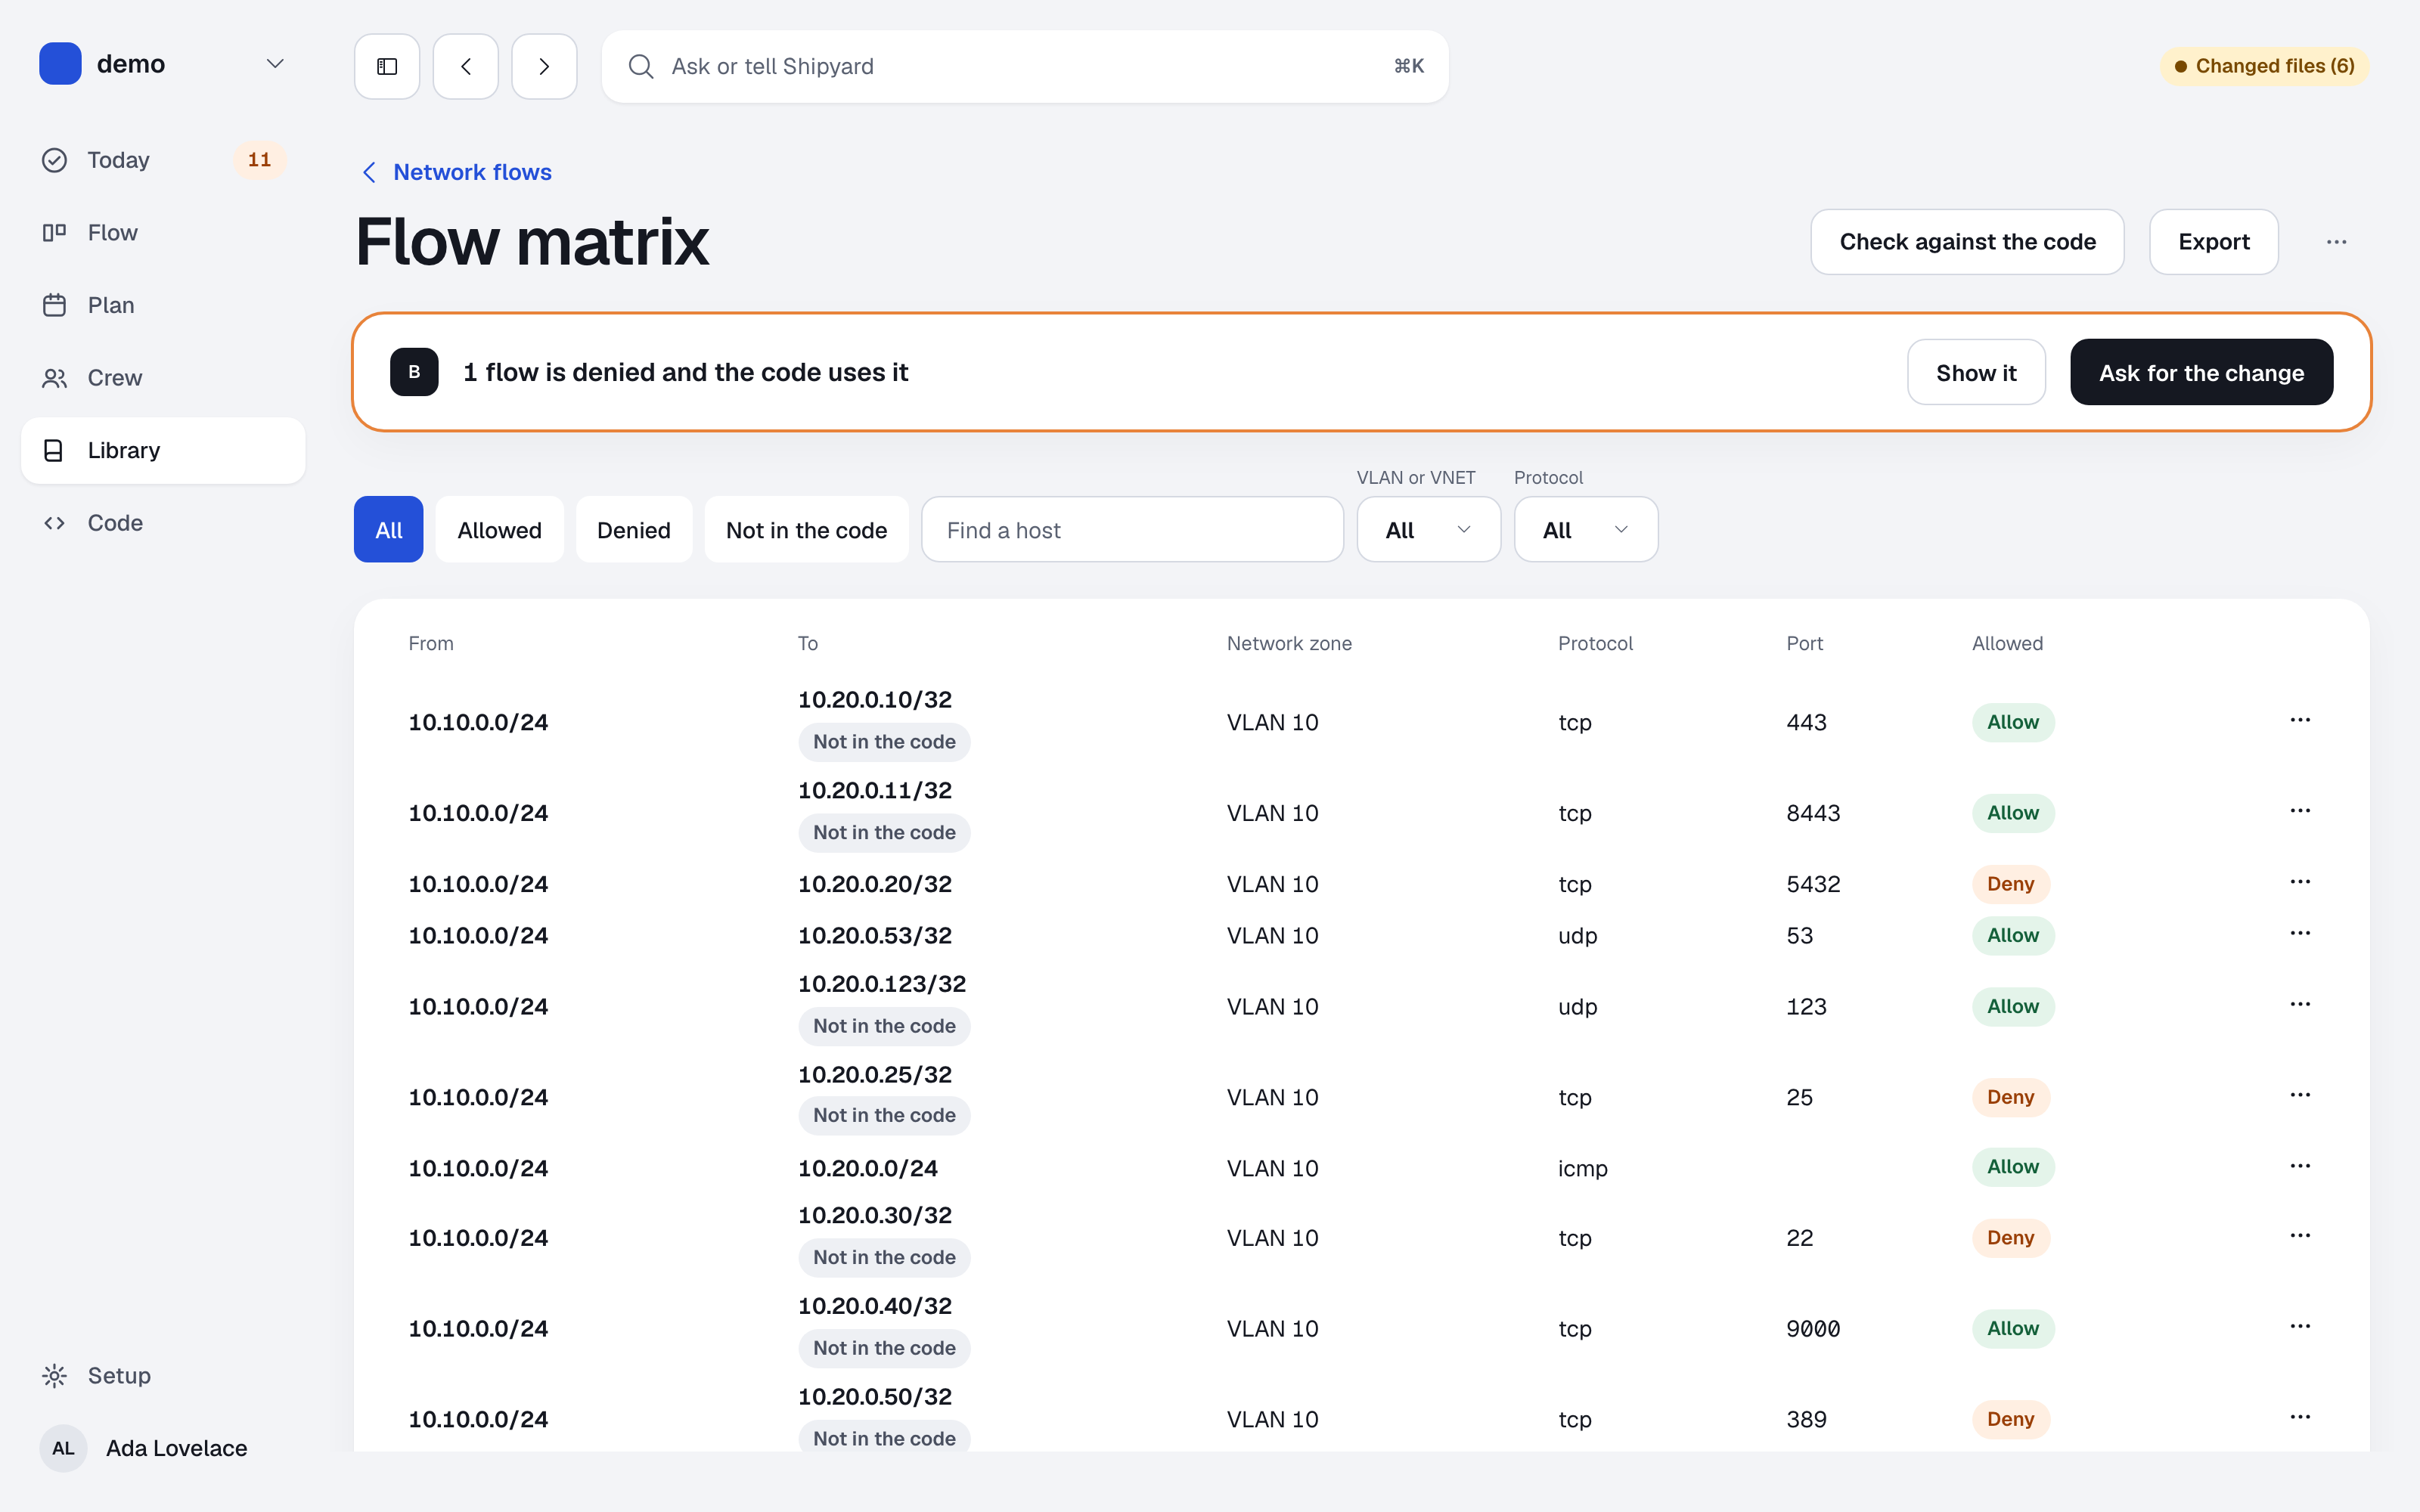 demo
Ask or tell Shipyard
⌘K
Changed files (6)
Today
11
Flow
Plan
Crew
Library
Code
Setup
AL
Ada Lovelace
Network flows
Flow matrix
Check against the code
Export
B
1 flow is denied and the code uses it
Show it
Ask for the change
VLAN or VNET
Protocol
All
Allowed
Denied
Not in the code
Find a host
All
All
From To Network zone Protocol Port Allowed
10.10.0.0/24 10.20.0.10/32 VLAN 10 tcp 443 Allow
Not in the code
10.10.0.0/24 10.20.0.11/32 VLAN 10 tcp 8443 Allow
Not in the code
10.10.0.0/24 10.20.0.20/32 VLAN 10 tcp 5432 Deny
10.10.0.0/24 10.20.0.53/32 VLAN 10 udp 53 Allow
10.10.0.0/24 10.20.0.123/32 VLAN 10 udp 123 Allow
Not in the code
10.10.0.0/24 10.20.0.25/32 VLAN 10 tcp 25 Deny
Not in the code
10.10.0.0/24 10.20.0.0/24 VLAN 10 icmp Allow
10.10.0.0/24 10.20.0.30/32 VLAN 10 tcp 22 Deny
Not in the code
10.10.0.0/24 10.20.0.40/32 VLAN 10 tcp 9000 Allow
Not in the code
10.10.0.0/24 10.20.0.50/32 VLAN 10 tcp 389 Deny
Not in the code